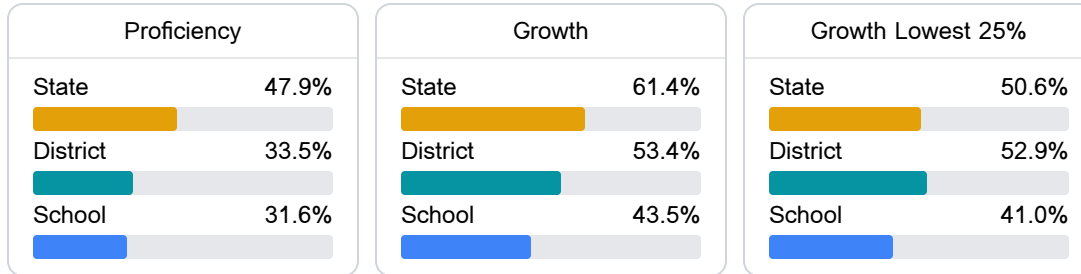 Proficiency
State 47.9%
District 33.5%
School 31.6%
Growth
State 61.4%
District 53.4%
School 43.5%
Growth Lowest 25%
State 50.6%
District 52.9%
School 41.0%